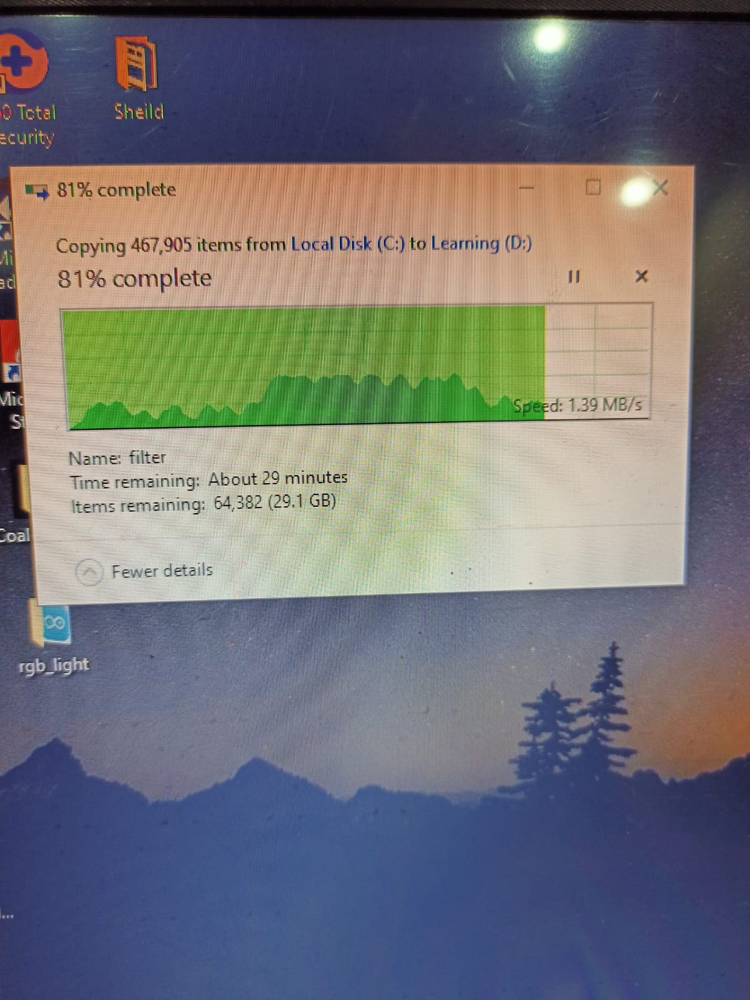 0 Total
ecurity
Sheild
81% complete
Copying 467,905 items from Local Disk (C:) to Learning (D:)
81% complete
Speed: 1.39 MB/s
Name: filter
Time remaining: About 29 minutes
Items remaining: 64,382 (29.1 GB)
Fewer details
Mi
ad
Mic
St
Coal
rgb_light
...